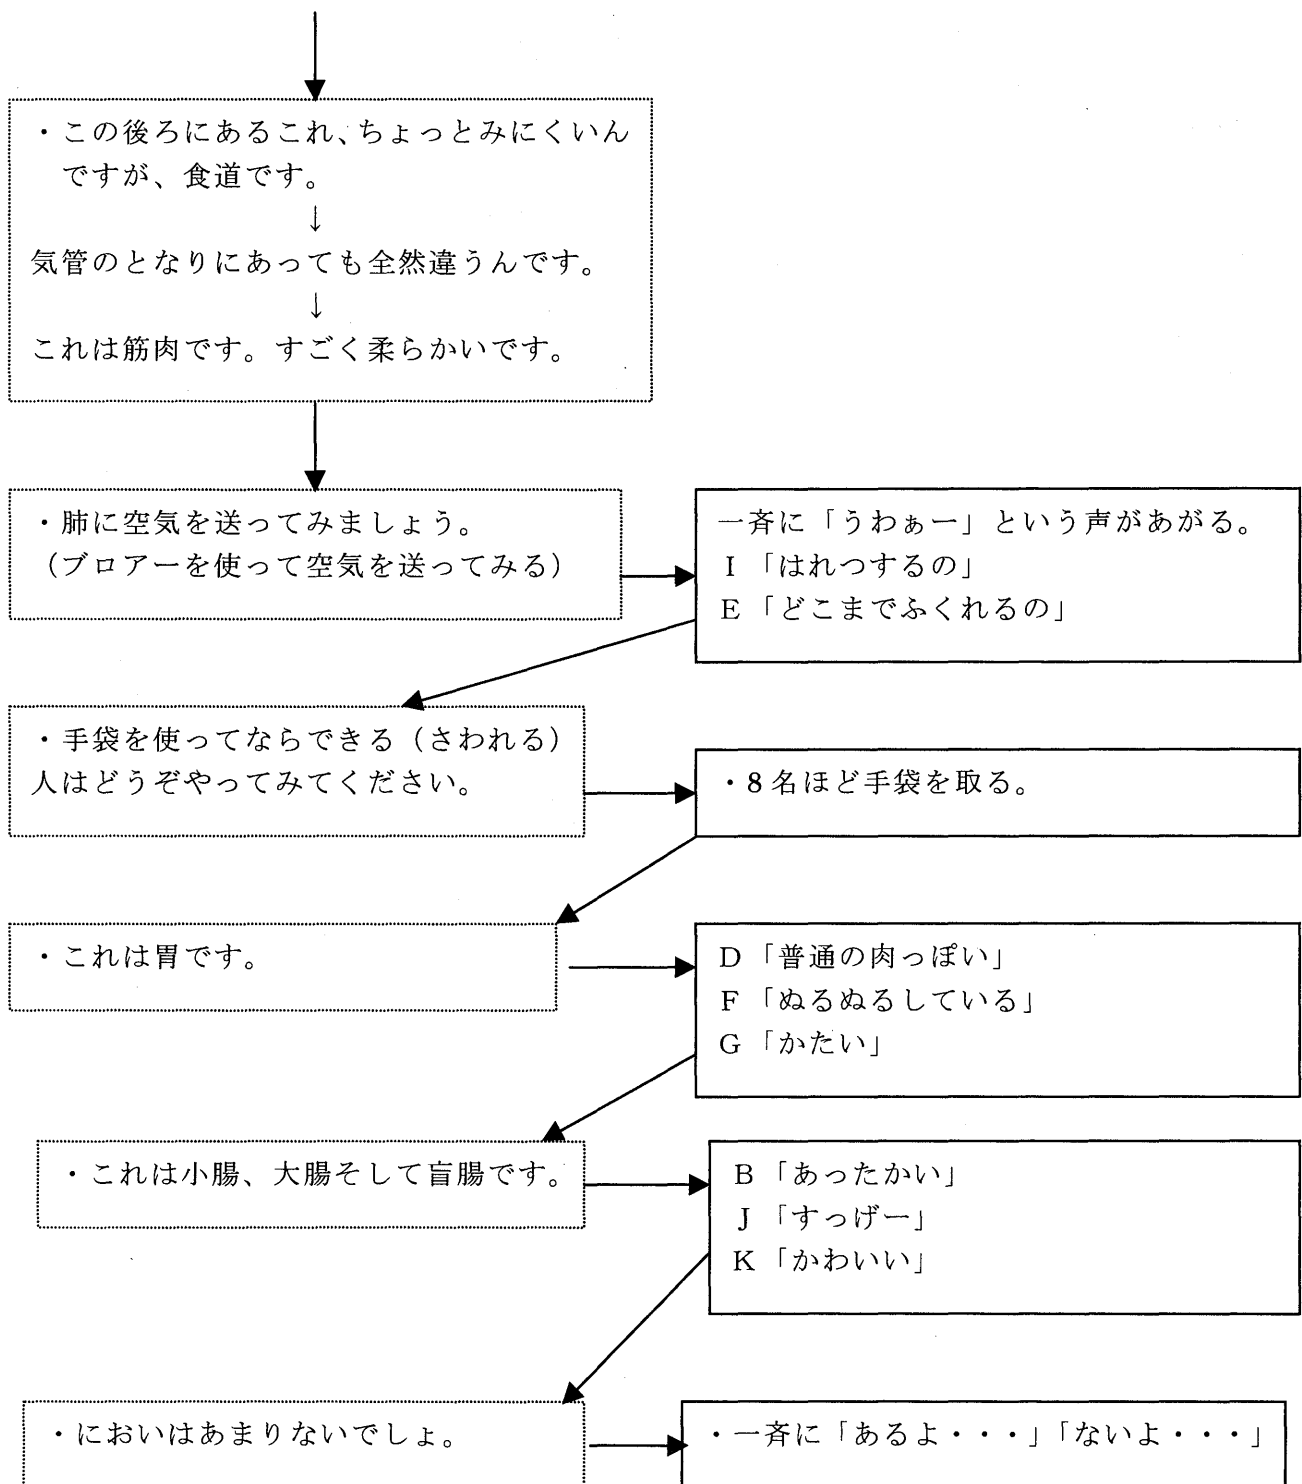 ・この後ろにあるこれ、ちょっとみにくいん
ですが、食道です。
↓
気管のとなりにあっても全然違うんです。
↓
これは筋肉です。すごく柔らかいです。
・肺に空気を送ってみましょう。
（ブロアーを使って空気を送ってみる）
一斉に「うわぁー」という声があがる。
I「はれつするの」
E「どこまでふくれるの」
・手袋を使ってならできる（さわれる）
人はどうぞやってみてください。
・8名ほど手袋を取る。
・これは胃です。
D「普通の肉っぽい」
F「ぬるぬるしている」
G「かたい」
・これは小腸、大腸そして盲腸です。
B「あったかい」
J「すっげー」
K「かわいい」
・においはあまりないでしょ。
・一斉に「あるよ・・・」「ないよ・・・」